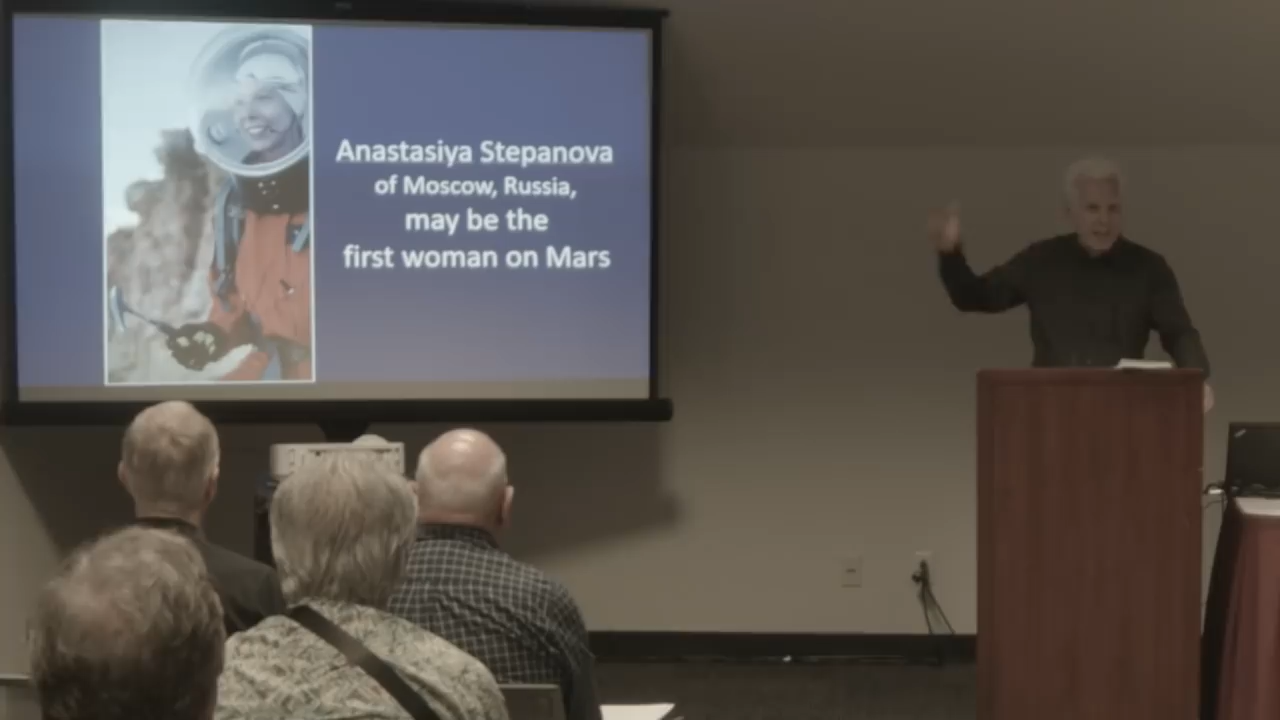 Anastasiya Stepanova
of Moscow, Russia,
may be the
first woman on Mars